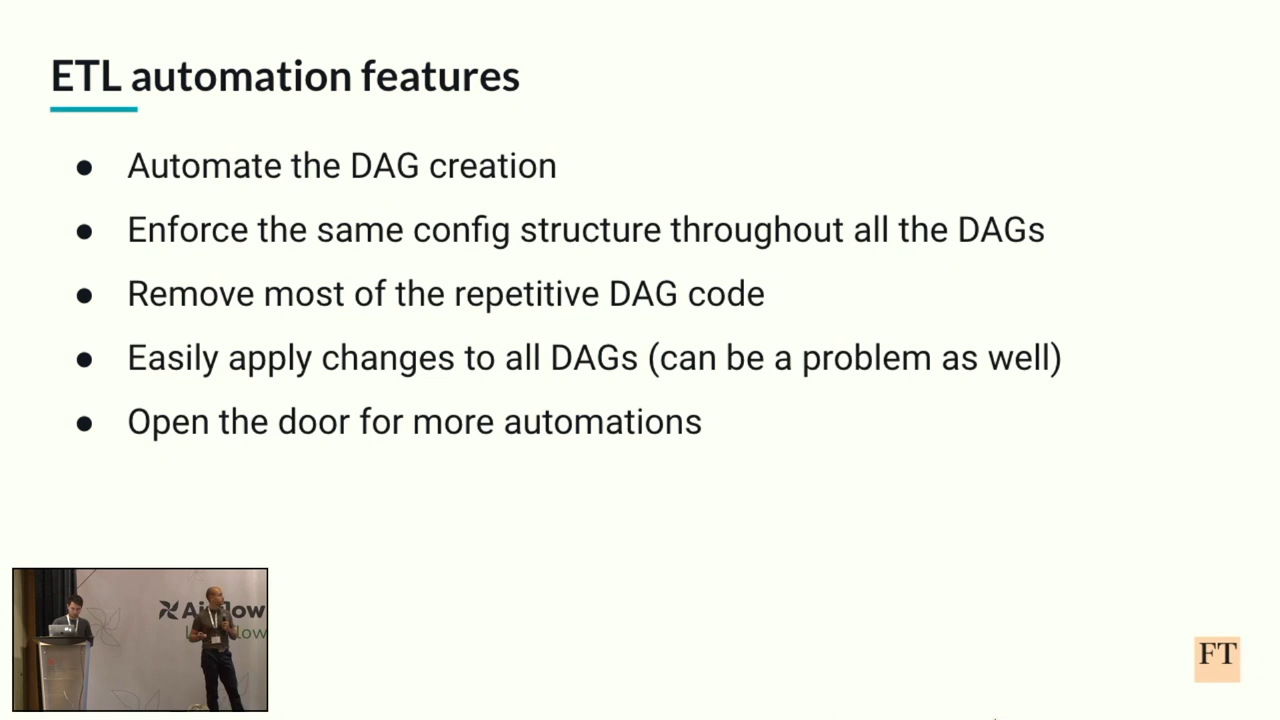 ETL automation features
● Automate the DAG creation
● Enforce the same config structure throughout all the DAGs
● Remove most of the repetitive DAG code
● Easily apply changes to all DAGs (can be a problem as well)
● Open the door for more automations
FT